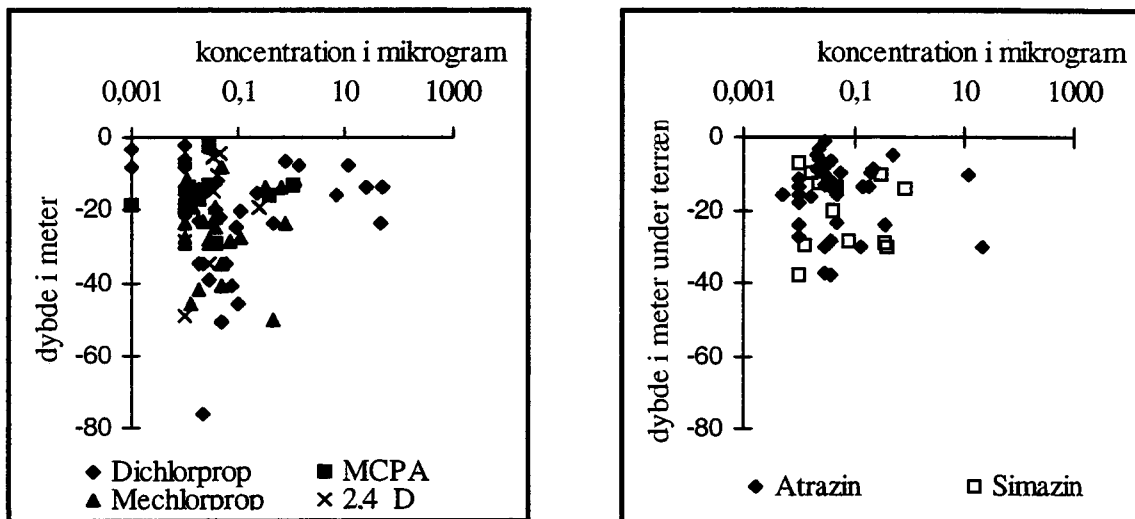 koncentration i mikrogram
0,001 0,1 10 1000
0
-20
-40
-60
-80
dybde i meter
Dichlorprop MCPA
Mechlorprop 2.4 D
koncentration i mikrogram
0,001 0,1 10 1000
0
-20
-40
-60
-80
dybde i meter under terræn
Atrazin Simazin